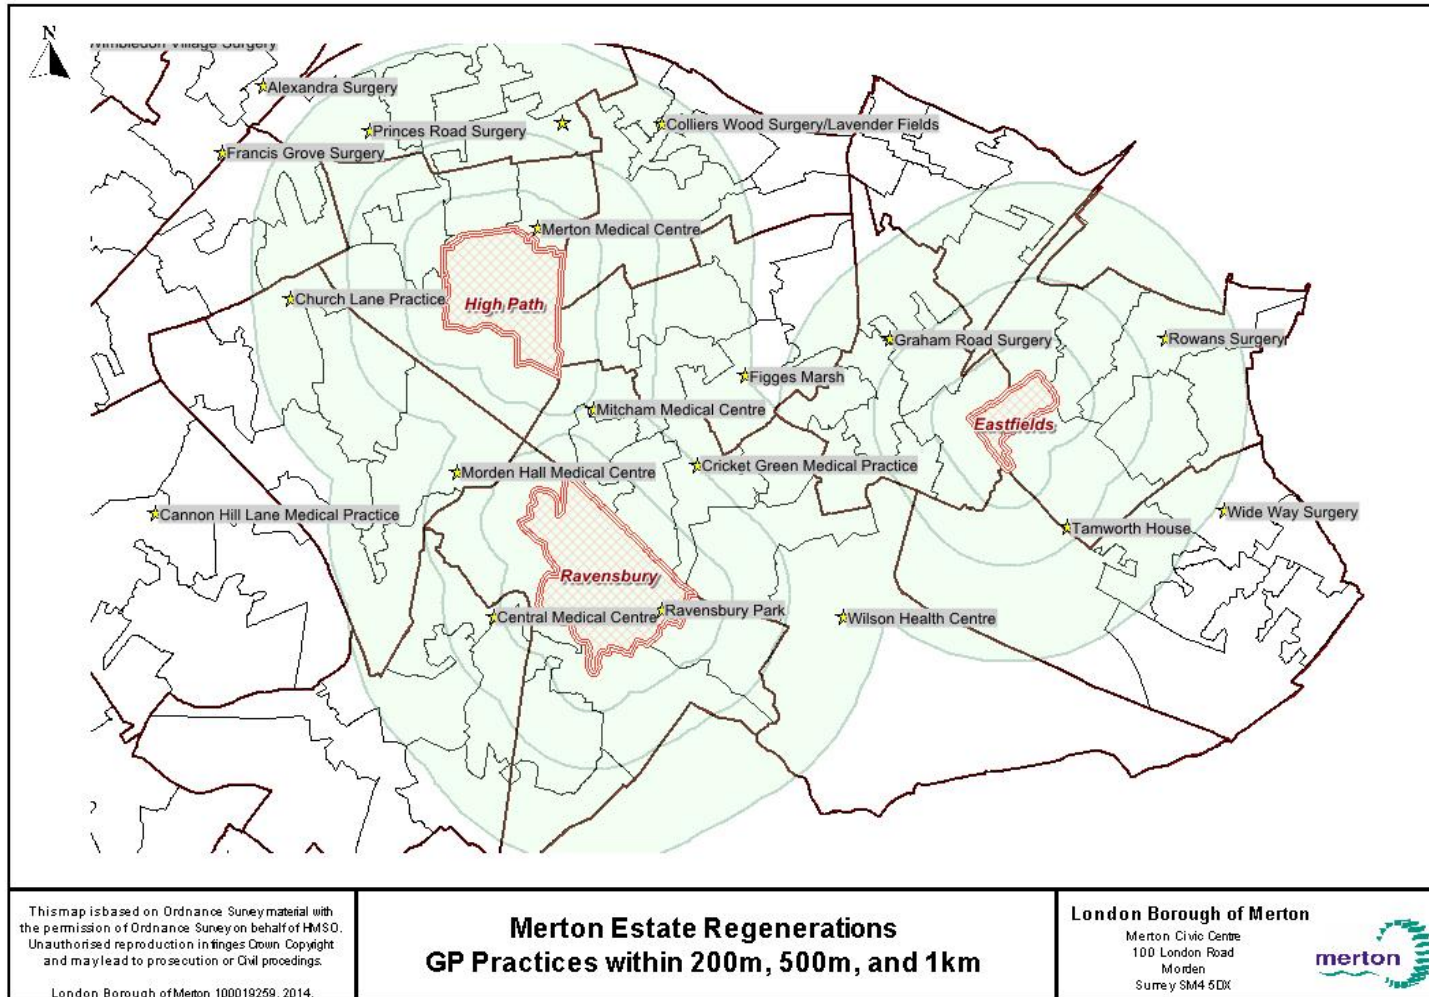 N
Wimbledon Village Surgery
Alexandra Surgery
Princes Road Surgery
Colliers Wood Surgery/Lavender Fields
Francis Grove Surgery
Merton Medical Centre
Church Lane Practice
High Path
Graham Road Surgery
Rowans Surgery
Figges Marsh
Mitcham Medical Centre
Eastfields
Morden Hall Medical Centre
Cricket Green Medical Practice
Cannon Hill Lane Medical Practice
Wide Way Surgery
Tamworth House
Ravensbury
Central Medical Centre
Ravensbury Park
Wilson Health Centre
This map is based on Ordnance Survey material with
the permission of Ordnance Survey on behalf of HMSO.
Unauthorised reproduction infringes Crown Copyright
and may lead to prosecution or Civil procedings.
London Borough of Merton 100019259. 2014.
Merton Estate Regenerations
GP Practices within 200m, 500m, and 1km
London Borough of Merton
Merton Civic Centre
100 London Road
Morden
Surrey SM4 5DX
merton